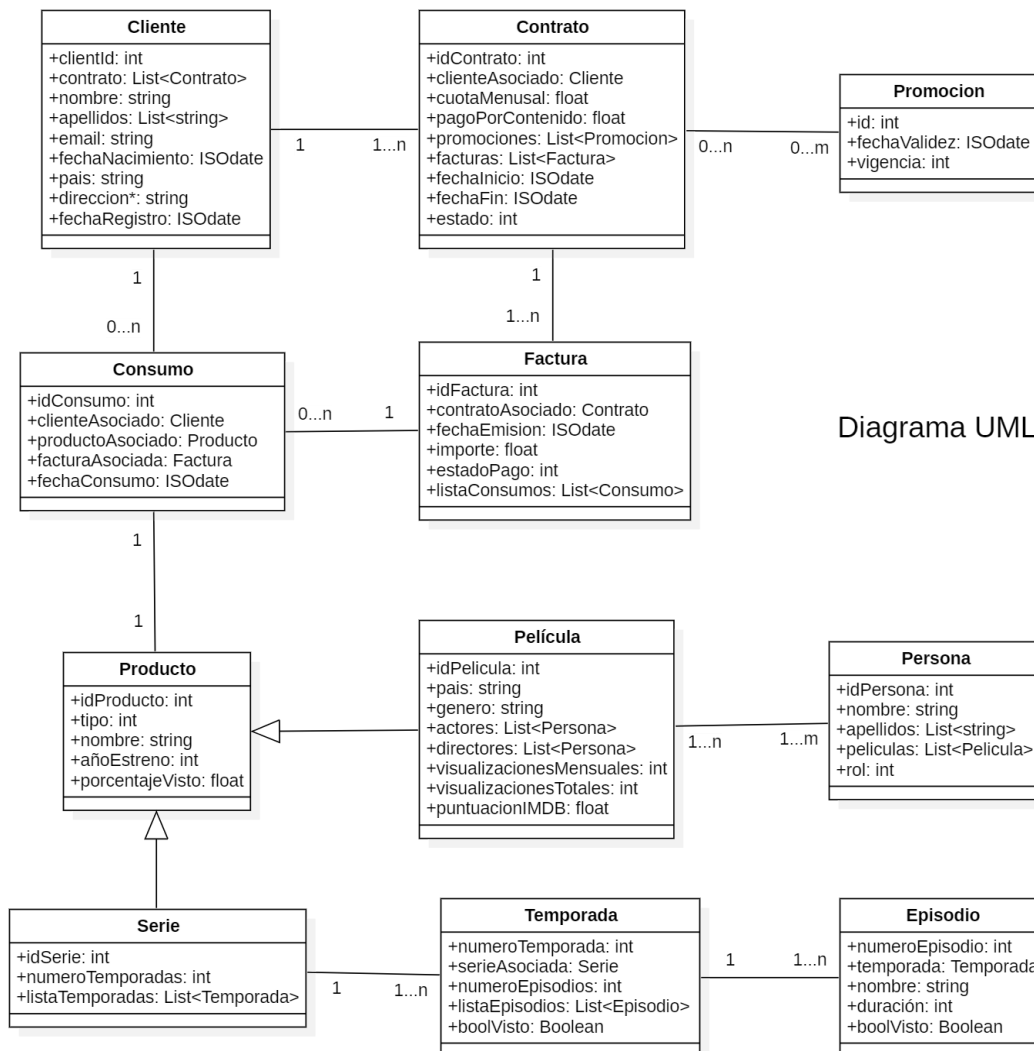 Cliente
+clientId: int
+contrato: List<Contrato>
+nombre: string
+apellidos: List<string>
+email: string
+fechaNacimiento: ISOdate
+pais: string
+direccion*: string
+fechaRegistro: ISOdate
Contrato
+idContrato: int
+clienteAsociado: Cliente
+cuotaMenusal: float
+pagoPorContenido: float
+promociones: List<Promocion>
+facturas: List<Factura>
+fechaInicio: ISOdate
+fechaFin: ISOdate
+estado: int
Promocion
+id: int
+fechaValidez: ISOdate
+vigencia: int
1
1...n
0...n
0...m
1
0...n
1
1...n
Consumo
+idConsumo: int
+clienteAsociado: Cliente
+productoAsociado: Producto
+facturaAsociada: Factura
+fechaConsumo: ISOdate
0...n
1
Factura
+idFactura: int
+contratoAsociado: Contrato
+fechaEmision: ISOdate
+importe: float
+estadoPago: int
+listaConsumos: List<Consumo>
Diagrama UML
1
1
Producto
+idProducto: int
+tipo: int
+nombre: string
+añoEstreno: int
+porcentajeVisto: float
Película
+idPelicula: int
+pais: string
+genero: string
+actores: List<Persona>
+directores: List<Persona>
+visualizacionesMensuales: int
+visualizacionesTotales: int
+puntuacionIMDB: float
1...n
1...m
Persona
+idPersona: int
+nombre: string
+apellidos: List<string>
+peliculas: List<Pelicula>
+rol: int
Serie
+idSerie: int
+numeroTemporadas: int
+listaTemporadas: List<Temporada>
1
1...n
Temporada
+numeroTemporada: int
+serieAsociada: Serie
+numeroEpisodios: int
+listaEpisodios: List<Episodio>
+boolVisto: Boolean
1
1...n
Episodio
+numeroEpisodio: int
+temporada: Temporada
+nombre: string
+duración: int
+boolVisto: Boolean